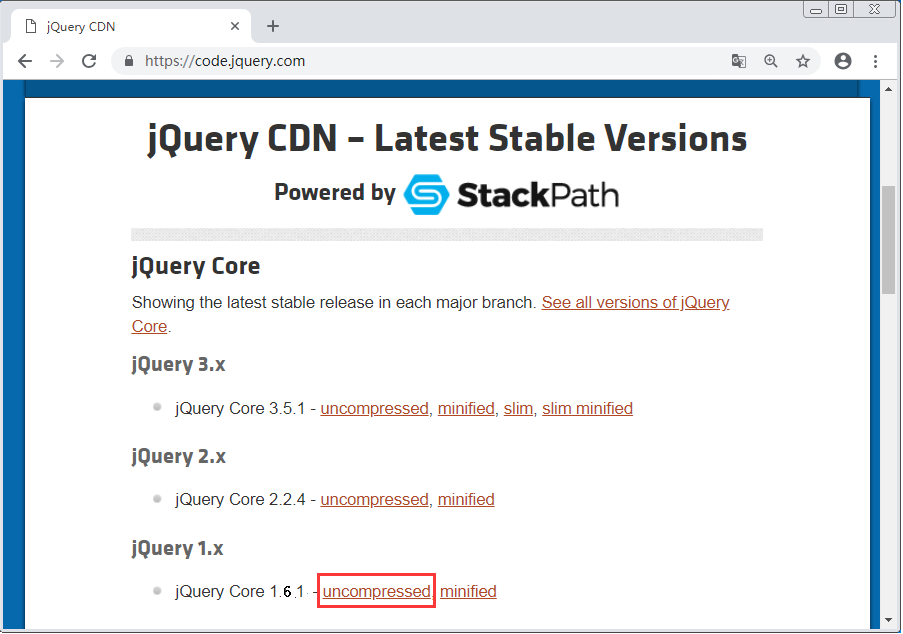 jQuery CDN
https://code.jquery.com
jQuery CDN – Latest Stable Versions
Powered by StackPath
jQuery Core
Showing the latest stable release in each major branch. See all versions of jQuery
Core.
jQuery 3.x
jQuery Core 3.5.1 - uncompressed, minified, slim, slim minified
jQuery 2.x
jQuery Core 2.2.4 - uncompressed, minified
jQuery 1.x
jQuery Core 1.6.1 - uncompressed, minified